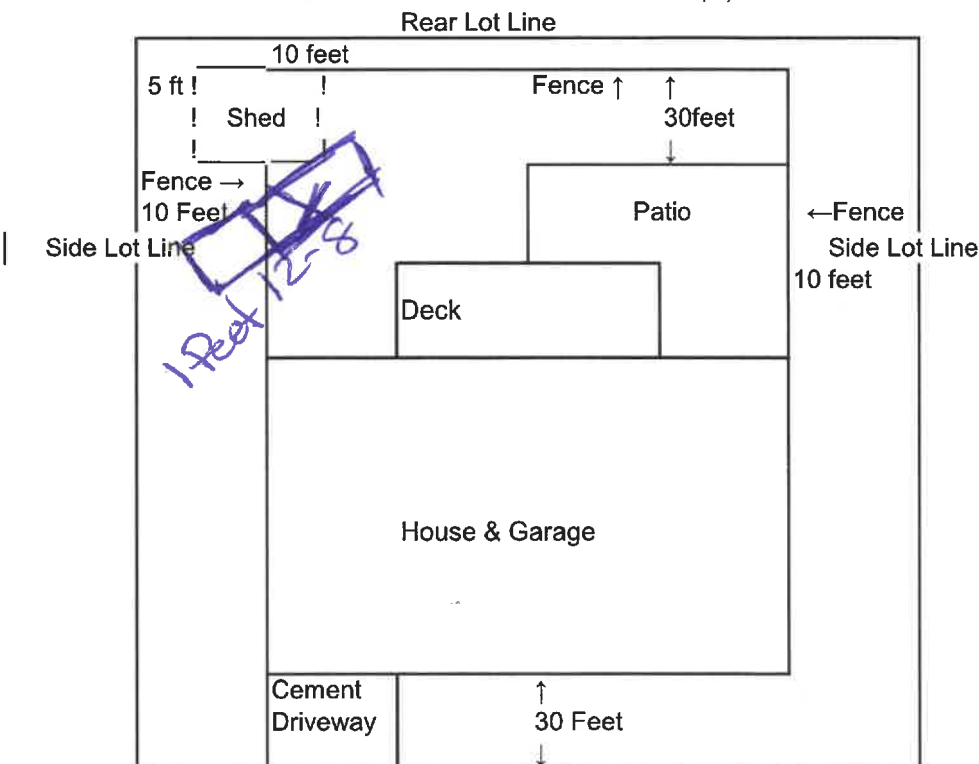 Rear Lot Line
10 feet
5 ft ! ! Fence ↑ ↑
! Shed ! 30feet
! ! ↓
Fence →
10 Feet Patio ←Fence
Side Lot Line Side Lot Line
10 feet
Deck
1 feet 12-8
House & Garage
Cement ↑
Driveway 30 Feet
↓